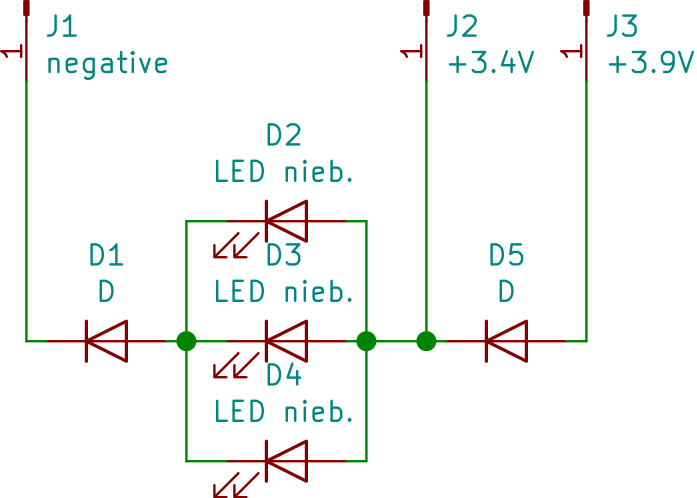 J1
negative
1
J2
+3.4V
1
J3
+3.9V
1
D2
LED nieb.
D1
D
D3
LED nieb.
D5
D
D4
LED nieb.